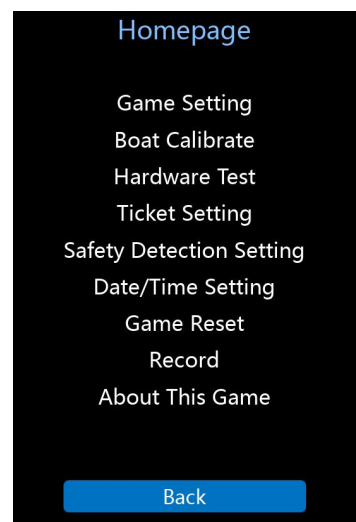 Homepage
Game Setting
Boat Calibrate
Hardware Test
Ticket Setting
Safety Detection Setting
Date/Time Setting
Game Reset
Record
About This Game
Back